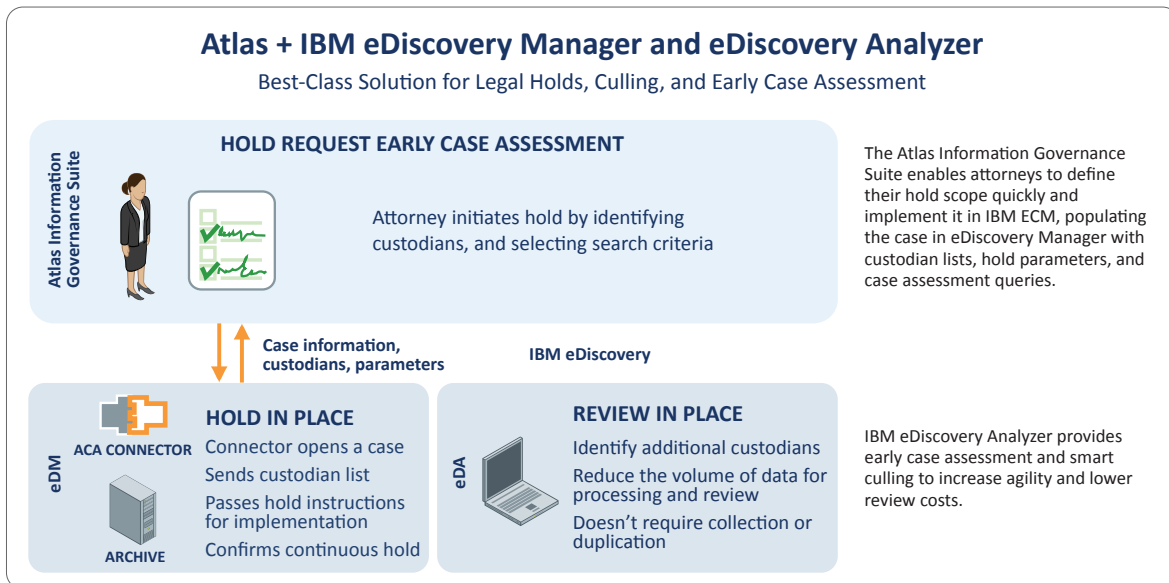 Atlas + IBM eDiscovery Manager and eDiscovery Analyzer
Best-Class Solution for Legal Holds, Culling, and Early Case Assessment
Atlas Information
Governance Suite
HOLD REQUEST EARLY CASE ASSESSMENT
Attorney initiates hold by identifying
custodians, and selecting search criteria
The Atlas Information Governance
Suite enables attorneys to define
their hold scope quickly and
implement it in IBM ECM, populating
the case in eDiscovery Manager with
custodian lists, hold parameters, and
case assessment queries.
Case information,
custodians, parameters
IBM eDiscovery
eDM
ACA CONNECTOR
ARCHIVE
HOLD IN PLACE
Connector opens a case
Sends custodian list
Passes hold instructions
for implementation
Confirms continuous hold
eDA
REVIEW IN PLACE
Identify additional custodians
Reduce the volume of data for
processing and review
Doesn't require collection or
duplication
IBM eDiscovery Analyzer provides
early case assessment and smart
culling to increase agility and lower
review costs.